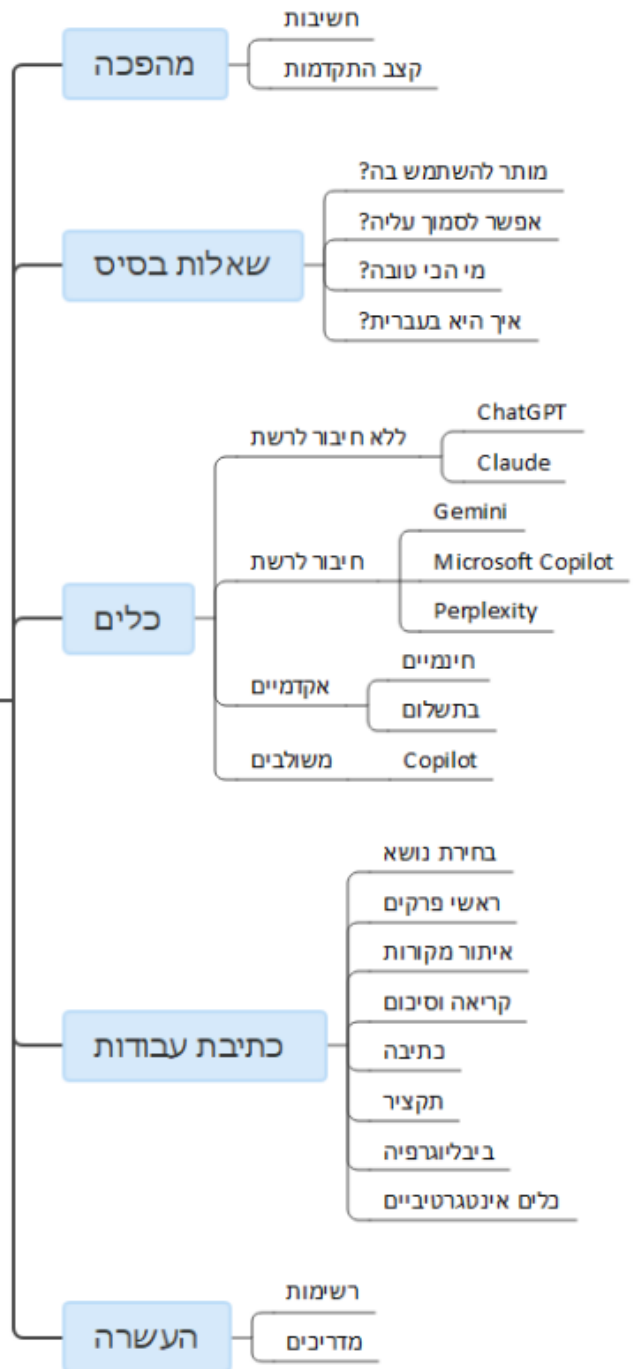 מהפכה
חשיבות
קצב התקדמות
שאלות בסיס
מותר להשתמש בה?
אפשר לסמוך עליה?
מי הכי טובה?
איך היא בעברית?
כלים
ללא חיבור לרשת
ChatGPT
Claude
חיבור לרשת
Gemini
Microsoft Copilot
Perplexity
אקדמיים
חינמיים
בתשלום
משולבים
Copilot
כתיבת עבודות
בחירת נושא
ראשי פרקים
איתור מקורות
קריאה וסיכום
כתיבה
תקציר
ביבליוגרפיה
כלים אינטגרטיביים
העשרה
רשימות
מדריכים